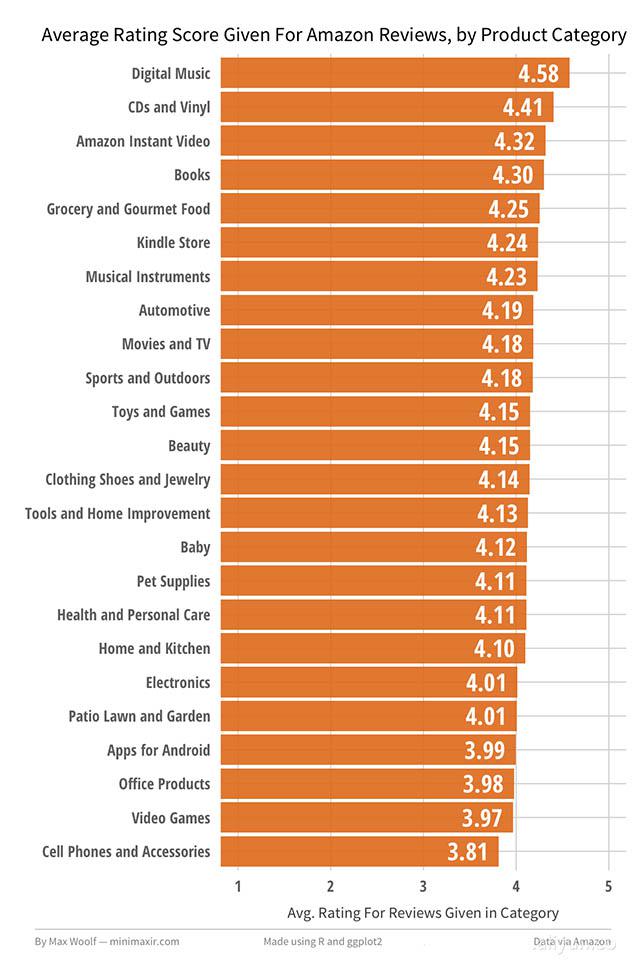 Average Rating Score Given For Amazon Reviews, by Product Category
Digital Music 4.58
CDs and Vinyl 4.41
Amazon Instant Video 4.32
Books 4.30
Grocery and Gourmet Food 4.25
Kindle Store 4.24
Musical Instruments 4.23
Automotive 4.19
Movies and TV 4.18
Sports and Outdoors 4.18
Toys and Games 4.15
Beauty 4.15
Clothing Shoes and Jewelry 4.14
Tools and Home Improvement 4.13
Baby 4.12
Pet Supplies 4.11
Health and Personal Care 4.11
Home and Kitchen 4.10
Electronics 4.01
Patio Lawn and Garden 4.01
Apps for Android 3.99
Office Products 3.98
Video Games 3.97
Cell Phones and Accessories 3.81
1 2 3 4 5
Avg. Rating For Reviews Given in Category
By Max Woolf — minimaxir.com Made using R and ggplot2 Data via Amazon